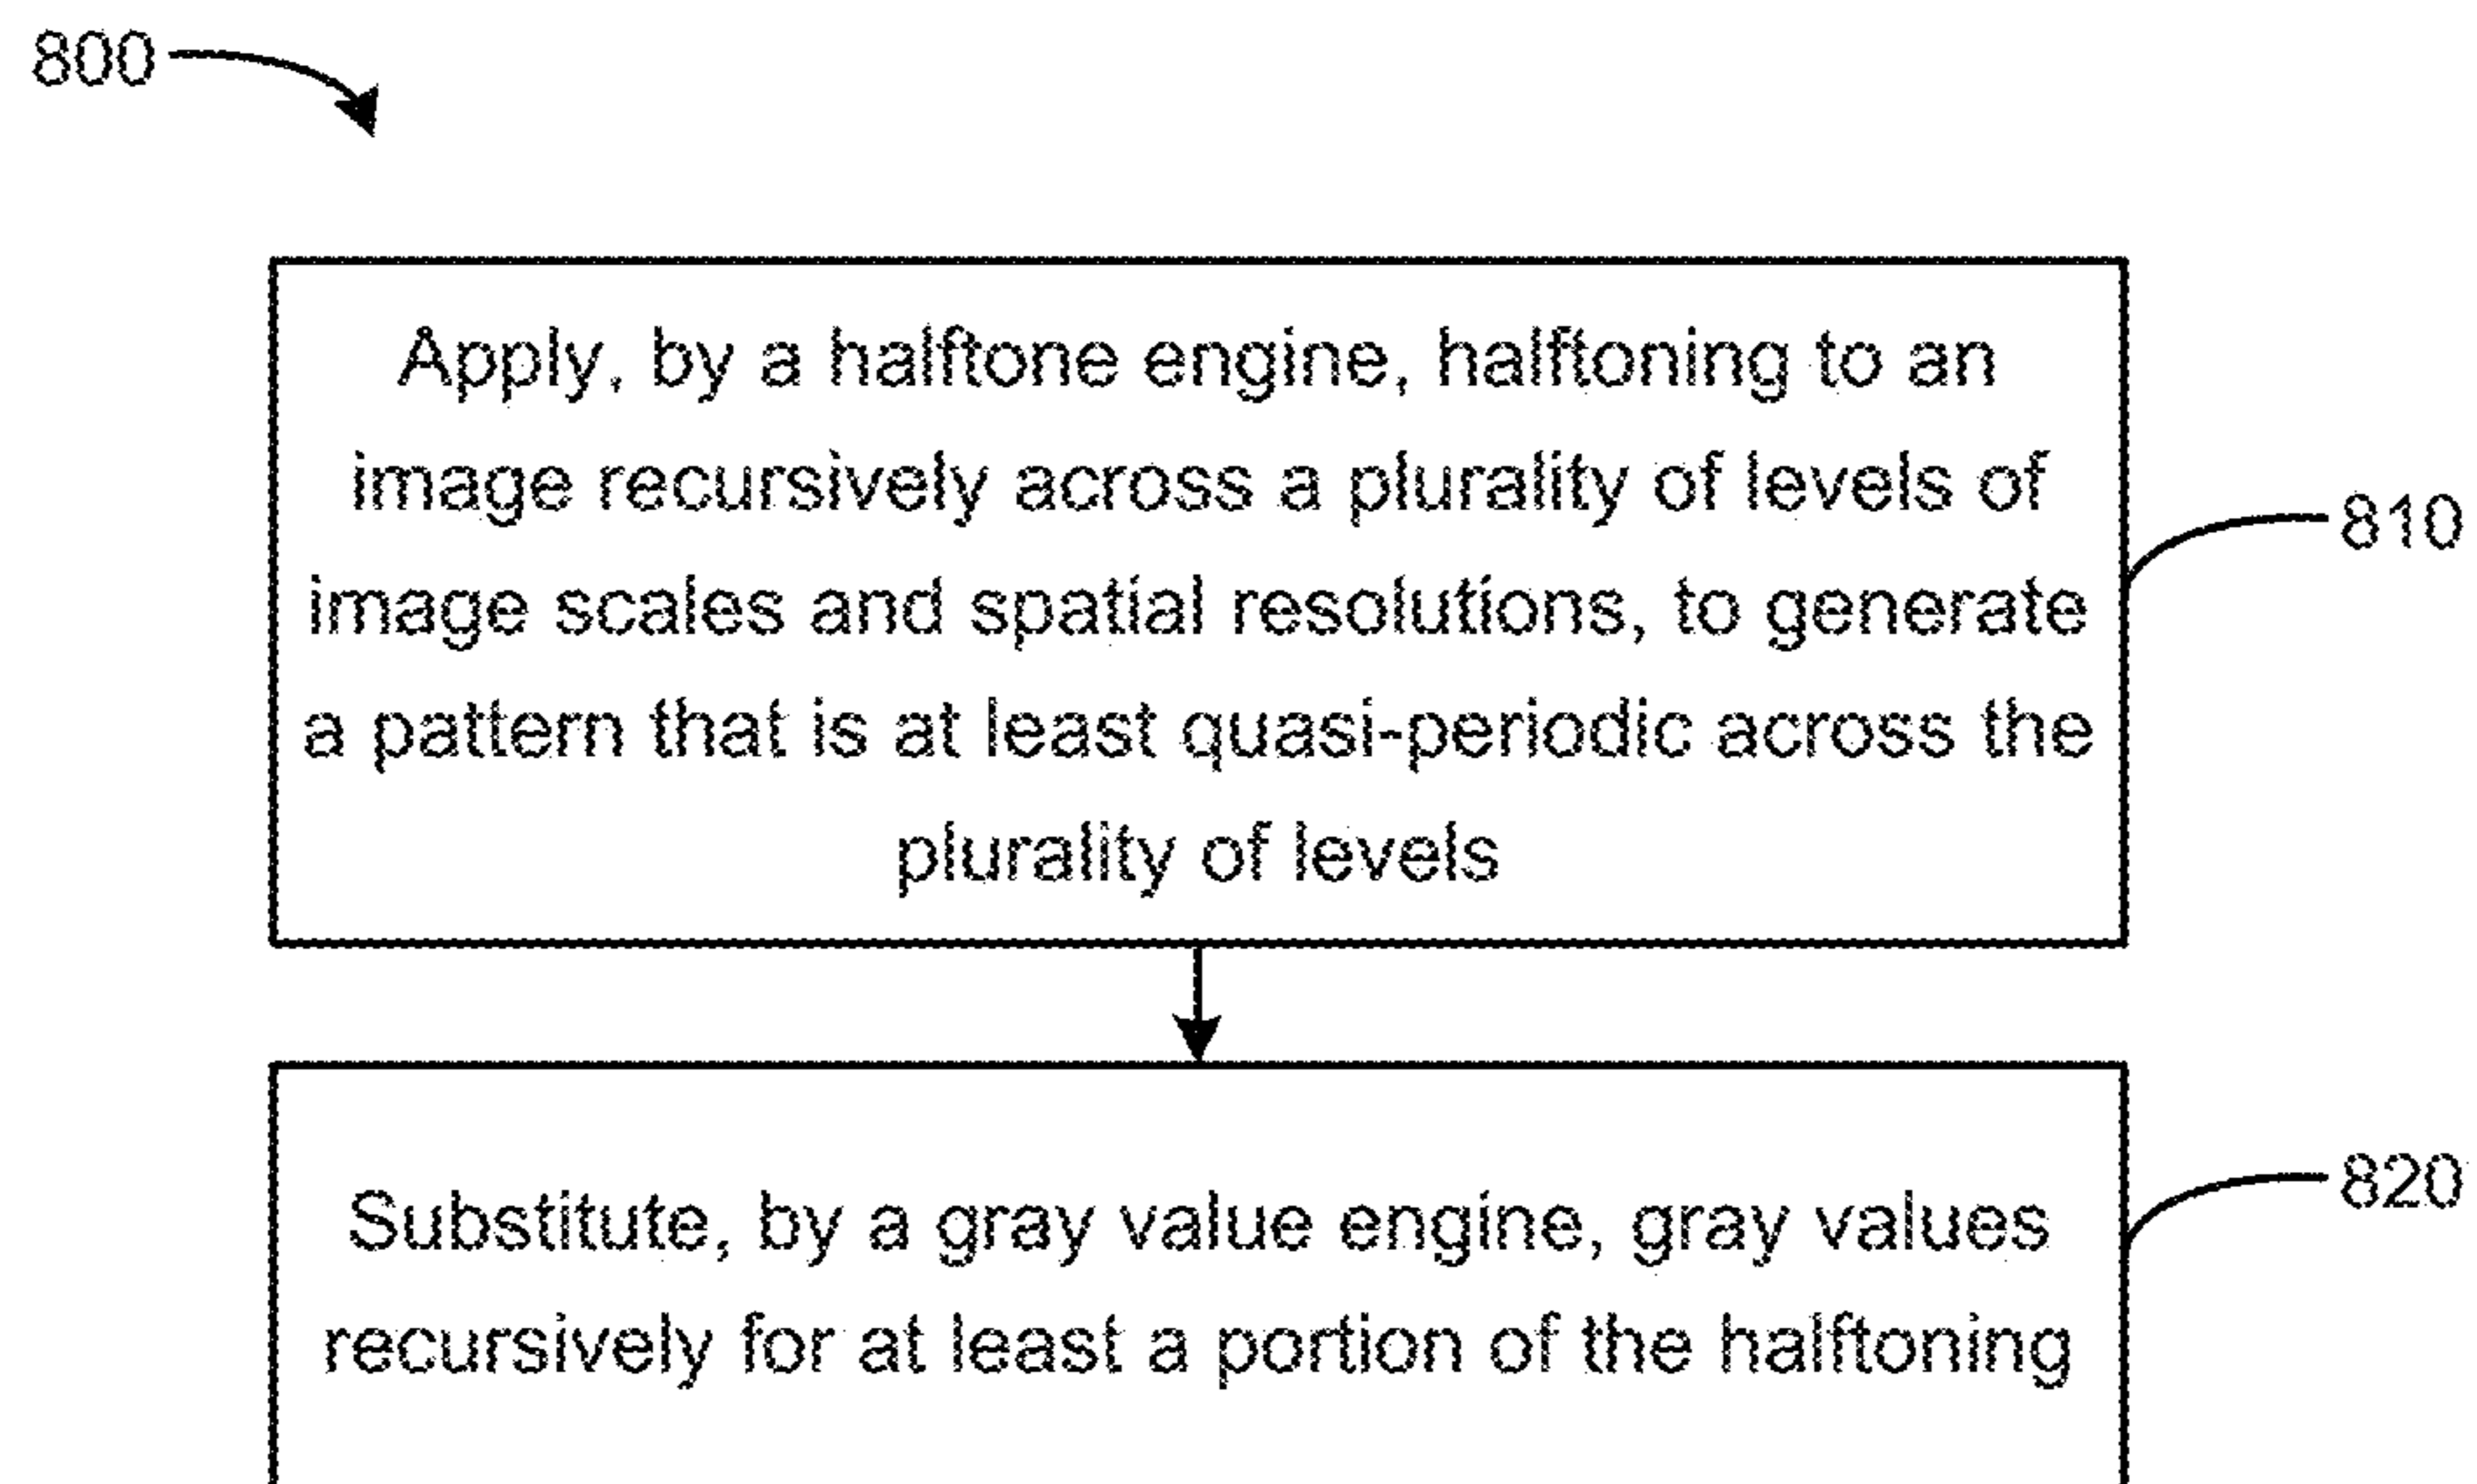 800
Apply, by a halftone engine, halftoning to an
image recursively across a plurality of levels of
image scales and spatial resolutions, to generate
a pattern that is at least quasi-periodic across the
plurality of levels
810
Substitute, by a gray value engine, gray values
recursively for at least a portion of the halftoning
820